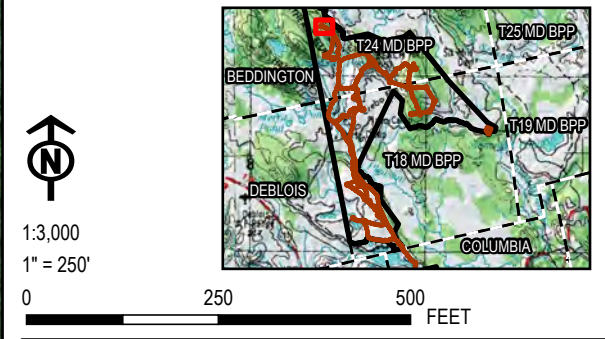 T25 MD BPP
T24 MD BPP
BEDDINGTON
T19 MD BPP
T18 MD BPP
DEBLOIS
COLUMBIA
N
1:3,000
1" = 250'
0 250 500
FEET